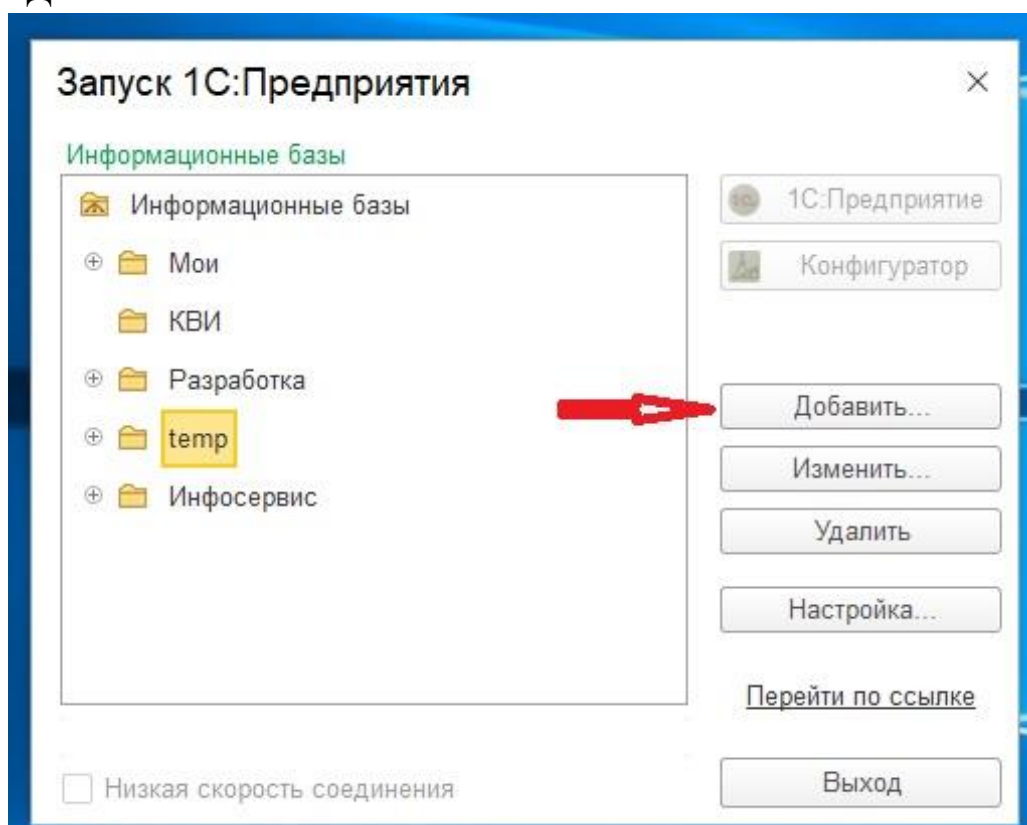 Запуск 1С:Предприятия
Информационные базы
Информационные базы
Мои
КВИ
Разработка
temp
Инфосервис
1С:Предприятие
Конфигуратор
Добавить...
Изменить...
Удалить
Настройка...
Перейти по ссылке
Низкая скорость соединения
Выход